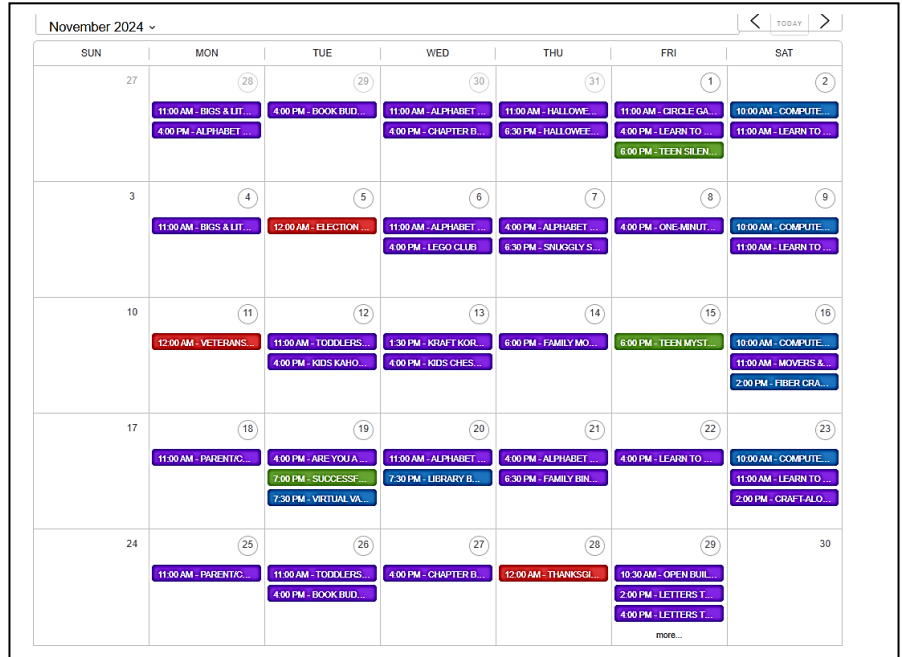 November 2024
TODAY
SUN MON TUE WED THU FRI SAT
27 28 29 30 31 1 2
11:00 AM - BIGS & LIT... 4:00 PM - BOOK BUD... 11:00 AM - ALPHABET ... 11:00 AM - HALLOWE... 11:00 AM - CIRCLE GA... 10:00 AM - COMPUTE...
4:00 PM - ALPHABET ... 4:00 PM - CHAPTER B... 6:30 PM - HALLOWEE... 4:00 PM - LEARN TO ... 11:00 AM - LEARN TO ...
6:00 PM - TEEN SILEN...
3 4 5 6 7 8 9
11:00 AM - BIGS & LIT... 12:00 AM - ELECTION ... 11:00 AM - ALPHABET ... 4:00 PM - ALPHABET ... 4:00 PM - ONE-MINUT... 10:00 AM - COMPUTE...
4:00 PM - LEGO CLUB 6:30 PM - SNUGGLY S... 11:00 AM - LEARN TO ...
10 11 12 13 14 15 16
12:00 AM - VETERANS... 11:00 AM - TODDLERS... 1:30 PM - KRAFT KOR... 6:00 PM - FAMILY MO... 6:00 PM - TEEN MYST... 10:00 AM - COMPUTE...
4:00 PM - KIDS KAHO... 4:00 PM - KIDS CHES... 11:00 AM - MOVERS &...
2:00 PM - FIBER CRA...
17 18 19 20 21 22 23
11:00 AM - PARENT/C... 4:00 PM - ARE YOU A ... 11:00 AM - ALPHABET ... 4:00 PM - ALPHABET ... 4:00 PM - LEARN TO ... 10:00 AM - COMPUTE...
7:00 PM - SUCCESSF... 7:30 PM - LIBRARY B... 6:30 PM - FAMILY BIN... 11:00 AM - LEARN TO ...
7:30 PM - VIRTUAL VA... 2:00 PM - CRAFT-ALO...
24 25 26 27 28 29 30
11:00 AM - PARENT/C... 11:00 AM - TODDLERS... 4:00 PM - CHAPTER B... 12:00 AM - THANKSGI... 10:30 AM - OPEN BUIL...
4:00 PM - BOOK BUD... 2:00 PM - LETTERS T...
4:00 PM - LETTERS T...
more...